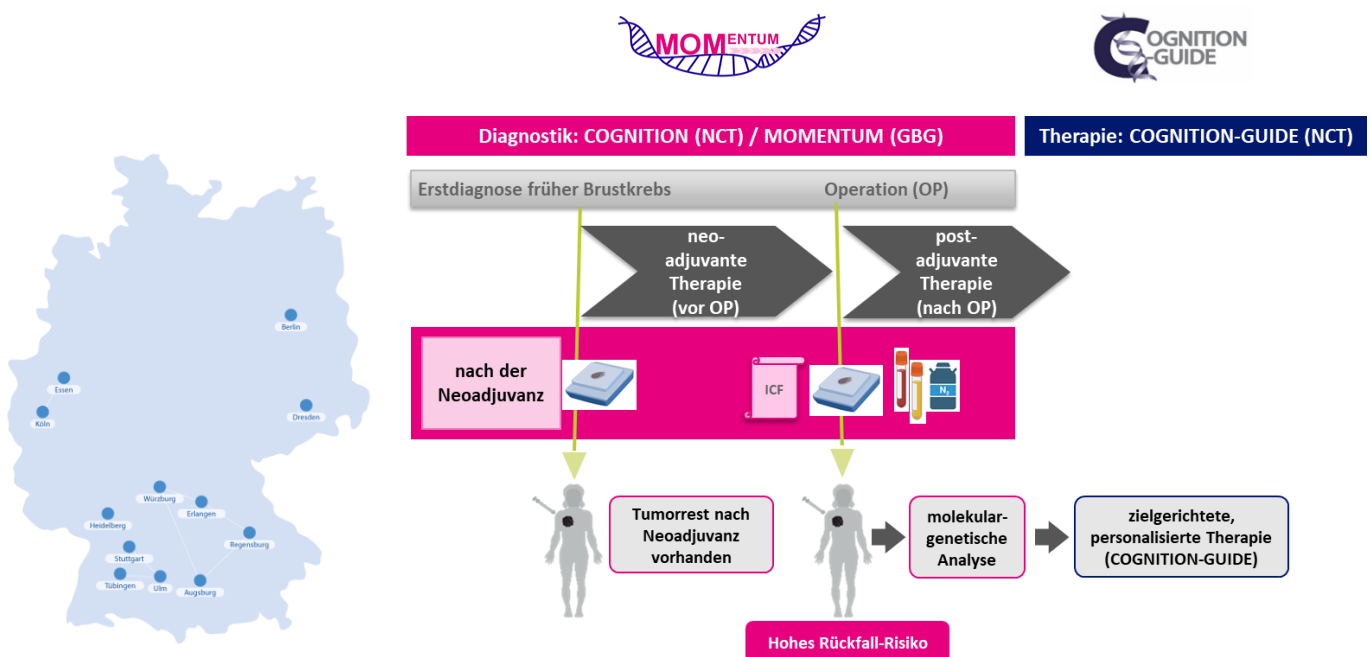 MOMENTUM
COGNITION
-GUIDE
Diagnostik: COGNITION (NCT) / MOMENTUM (GBG)
Therapie: COGNITION-GUIDE (NCT)
Erstdiagnose früher Brustkrebs
Operation (OP)
neo-
adjuvante
Therapie
(vor OP)
post-
adjuvante
Therapie
(nach OP)
nach der
Neoadjuvanz
ICF
N₂
Tumorrest nach
Neoadjuvanz
vorhanden
molekular-
genetische
Analyse
zielgerichtete,
personalisierte Therapie
(COGNITION-GUIDE)
Hohes Rückfall-Risiko
Berlin
Essen
Köln
Dresden
Würzburg
Erlangen
Heidelberg
Regensburg
Stuttgart
Tübingen
Ulm
Augsburg